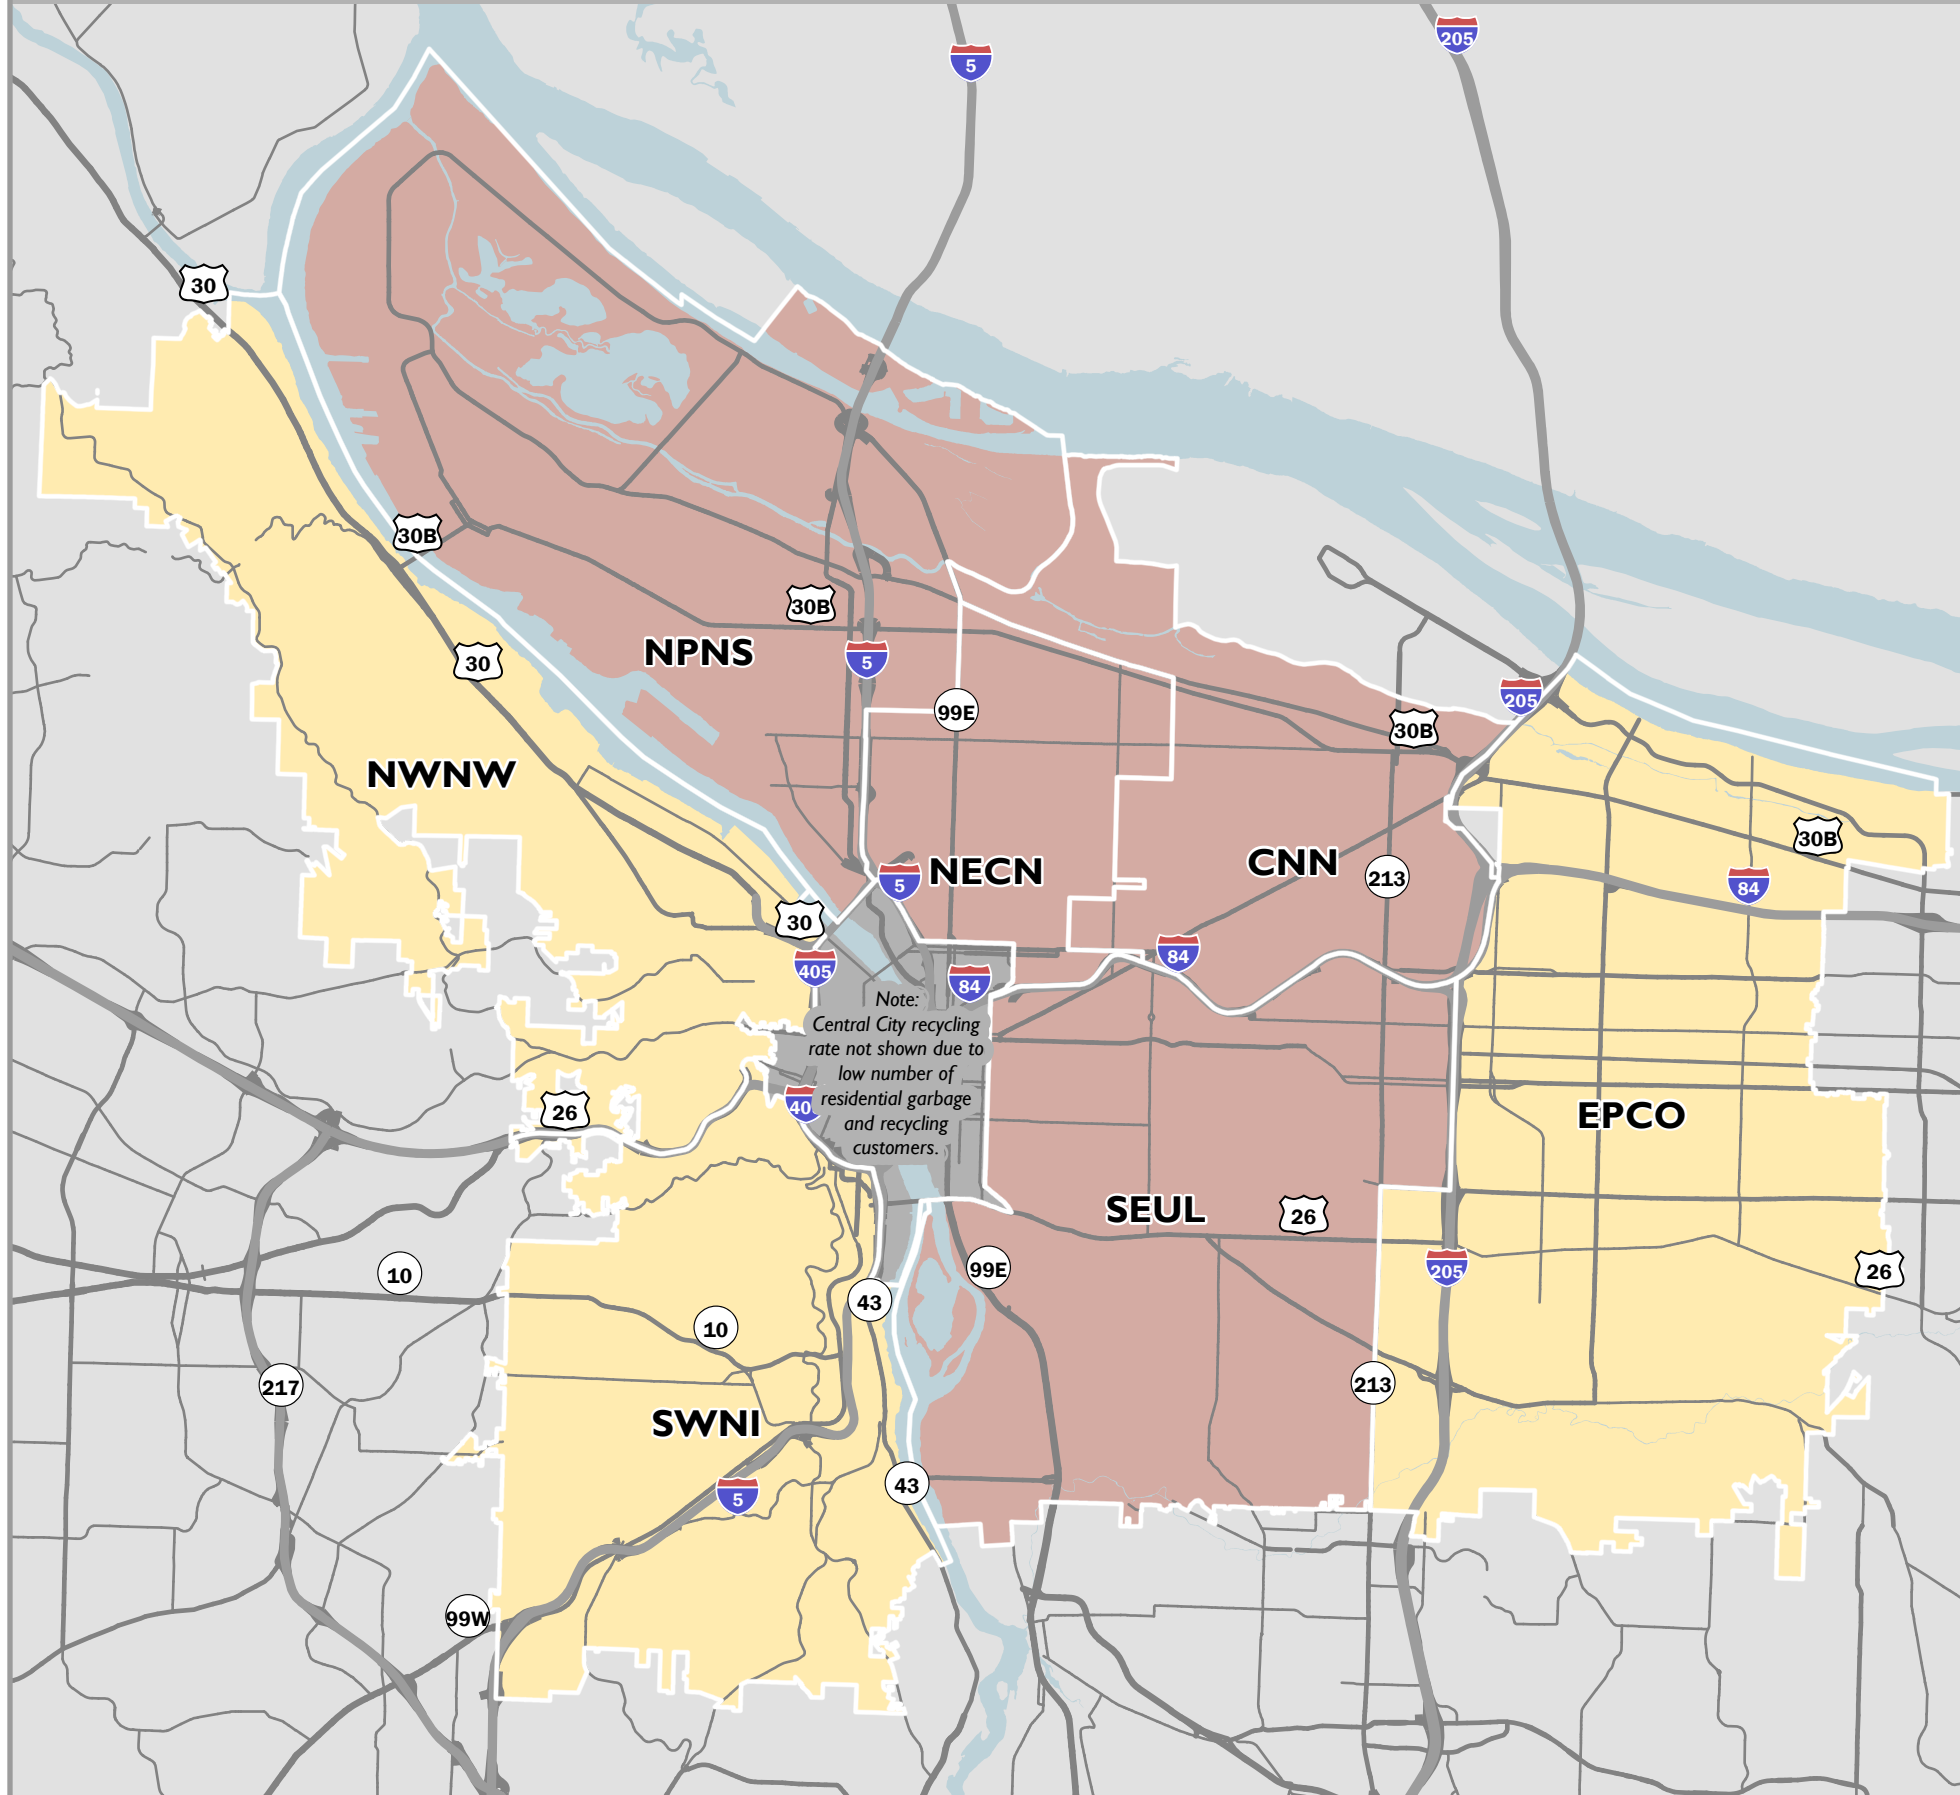 205
5
30
30B
30B
NPNS
30
5
205
99E
30B
NWNW
30B
NECN
CNN
5
213
84
30
84
405
84
Note:
Central City recycling
rate not shown due to
low number of
residential garbage
and recycling
customers.
40
26
EPCO
SEUL
26
99E
205
26
10
43
10
217
213
SWNI
43
5
99W